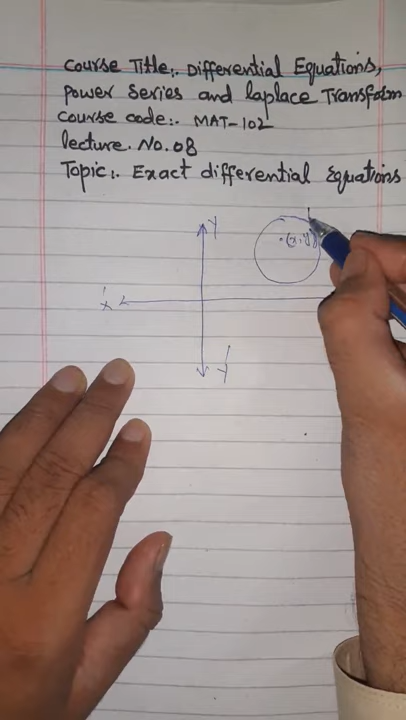 Course Title:. Differential Equations,
power Series and Laplace Transform
Course code:. MAT-102
lecture. No.08
Topic:. Exact differential Equations
y
.(x,y)
x'
y'